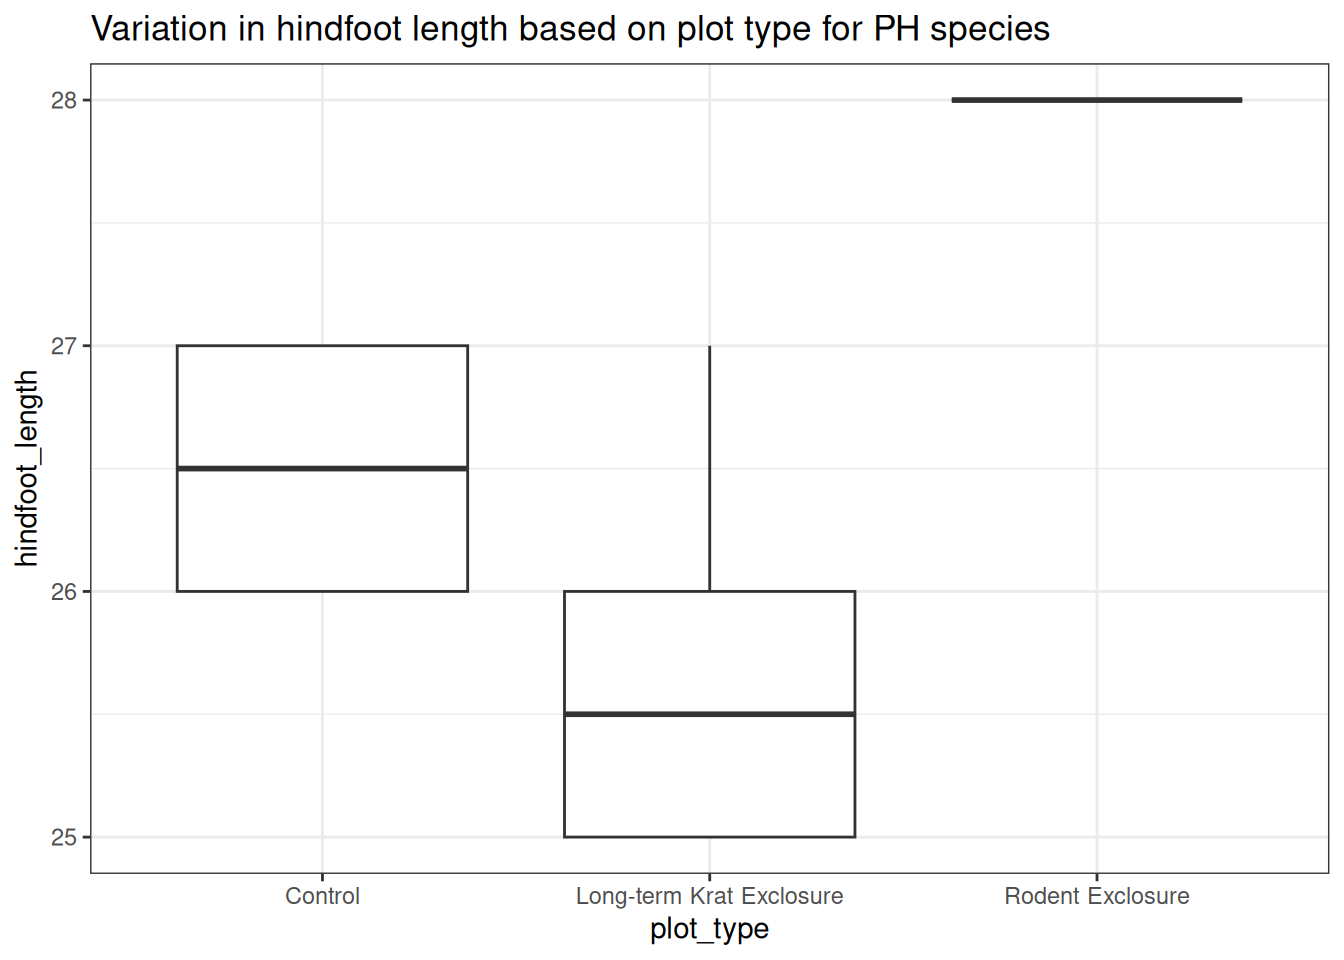 Variation in hindfoot length based on plot type for PH species
hindfoot_length
28
27
26
25
Control
Long-term Krat Exclosure
Rodent Exclosure
plot_type